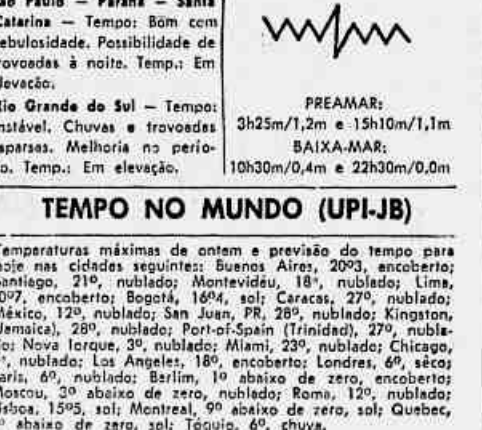 São Paulo — Paraná — Santa
Catarina — Tempo: Bom com
nebulosidade. Possibilidade de
trovoadas à noite. Temp.: Em
elevação.
Rio Grande do Sul — Tempo:
Instável. Chuvas e trovoadas
esparsas. Melhoria no perío-
do. Temp.: Em elevação.
PREAMAR:
3h25m/1,2m e 15h10m/1,1m
BAIXA-MAR:
10h30m/0,4m e 22h30m/0,0m
TEMPO NO MUNDO (UPI-JB)
Temperaturas máximas de ontem e previsão do tempo para
hoje nas cidades seguintes: Buenos Aires, 20º3, encoberto;
Santiago, 21º, nublado; Montevidéu, 18º, nublado; Lima,
encoberto; Bogotá, 16º4, sol; Caracas, 27º, nublado;
México, 12º, nublado; San Juan, PR, 28º, nublado; Kingston,
(Jamaica), 28º, nublado; Port-of-Spain (Trinidad), 27º, nubla-
do; Nova Iorque, 3º, nublado; Miami, 23º, nublado; Chicago,
nublado; Los Angeles, 18º, encoberto; Londres, 6º, sêco;
Paris, 6º, nublado; Berlim, 1º abaixo de zero, encoberto;
Moscou, 3º abaixo de zero, nublado; Roma, 12º, nublado;
Lisboa, 15º5, sol; Montreal, 9º abaixo de zero, sol; Quebec,
abaixo de zero, sol; Tóquio, 6º, chuva.